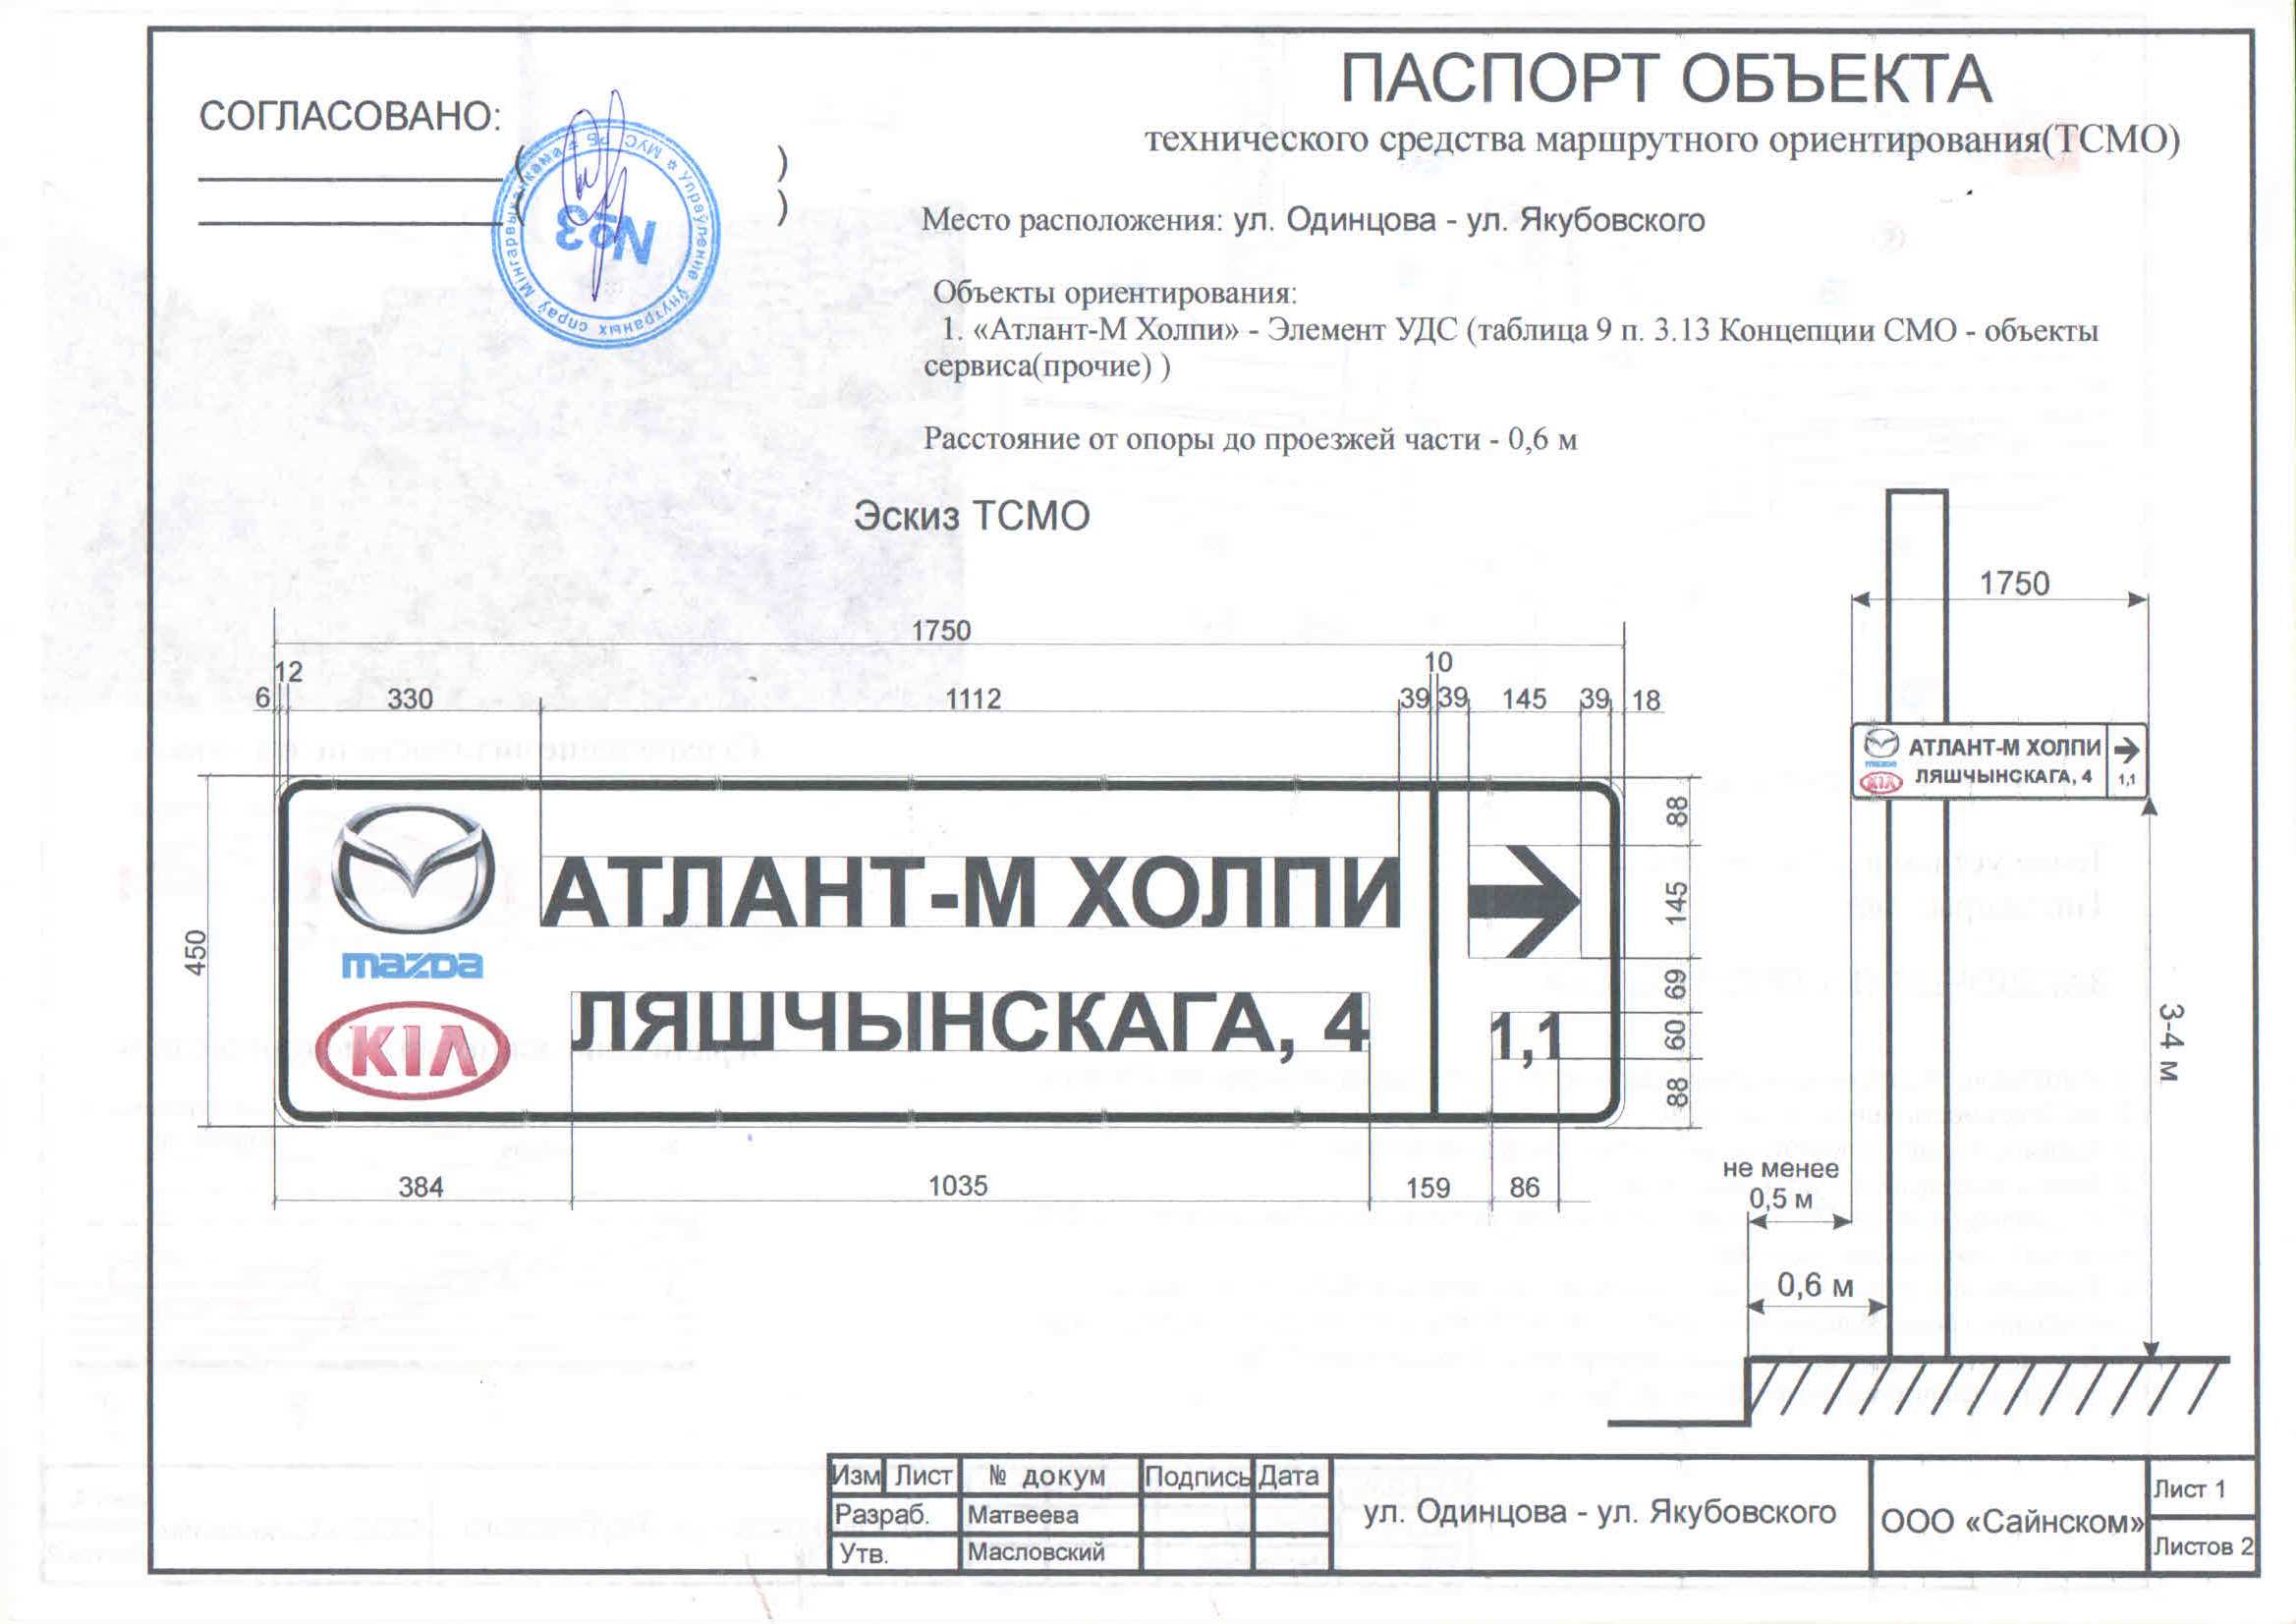 ПАСПОРТ ОБЪЕКТА
технического средства маршрутного ориентирования(ТСМО)
СОГЛАСОВАНО:
( )
( )
№3
Мінгарвыканкама * МУС РБ * Упраўленне ўнутраных спраў
Место расположения: ул. Одинцова - ул. Якубовского
Объекты ориентирования:
1. «Атлант-М Холпи» - Элемент УДС (таблица 9 п. 3.13 Концепции СМО - объекты
сервиса(прочие) )
Расстояние от опоры до проезжей части - 0,6 м
Эскиз ТСМО
1750
12
10
6
330
1112
39
39
145
39
18
450
mazda
KIA
АТЛАНТ-М ХОЛПИ
ЛЯШЧЫНСКАГА, 4
1,1
88
145
69
60
88
384
1035
159
86
1750
mazda
KIA
АТЛАНТ-М ХОЛПИ
ЛЯШЧЫНСКАГА, 4
1,1
3-4 м
не менее
0,5 м
0,6 м
Изм Лист № докум Подпись Дата
Разраб. Матвеева
Утв. Масловский
ул. Одинцова - ул. Якубовского
ООО «Сайнском»
Лист 1
Листов 2